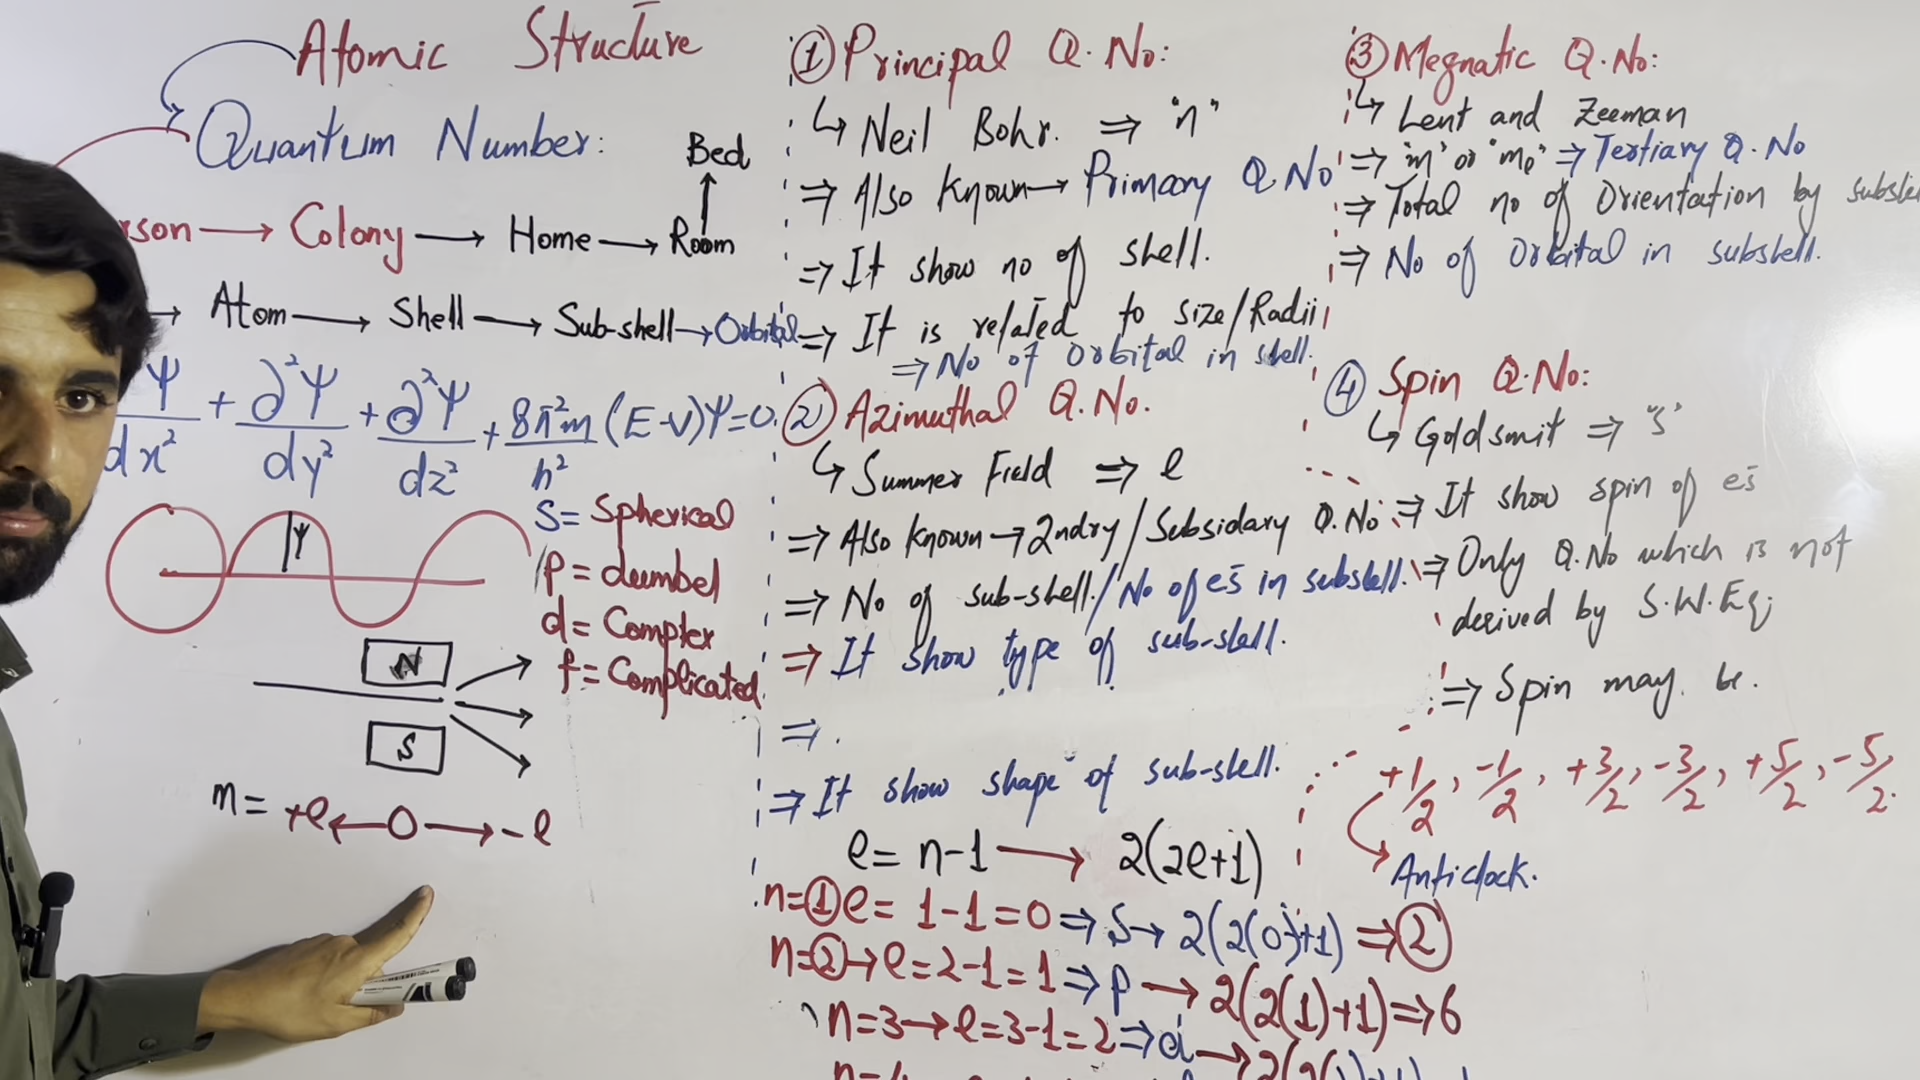 Atomic Structure
Quantum Number:
Bed
rson → Colony → Home → Room
→ Atom → Shell → Sub-shell → Orbital
Ψ/dx² + ∂²Ψ/dy² + ∂²Ψ/dz² + 8π²m/h² (E-V)Ψ=0
Ψ
S= Spherical
P= dumbel
d= Complex
f= Complicated
N
S
m= +l ← 0 → -l
① Principal Q.No:
↳ Neil Bohr. ⇒ "n"
⇒ Also Known → Primary Q.No
⇒ It show no of shell.
⇒ It is related to size/Radii
⇒ No of Orbital in shell.
② Azimuthal Q.No.
↳ Summer Field ⇒ l
⇒ Also Known → 2ndry/Subsidary Q.No
⇒ No of sub-shell./No of es in subshell.
⇒ It show type of sub-shell.
⇒ .
⇒ It show shape of sub-shell.
l= n-1 → 2(2l+1)
n=① l= 1-1=0 ⇒ S → 2(2(0)+1) ⇒ ②
n=② → l=2-1=1 ⇒ p → 2(2(1)+1) ⇒ 6
n=3 → l=3-1=2 ⇒ d →
③ Megnatic Q.No:
↳ Lent and Zeeman
⇒ "m" or "ml" ⇒ Tertiary Q.No
⇒ Total no of Orientation by subshe
⇒ No of Orbital in subshell.
④ Spin Q.No:
↳ Goldsmit ⇒ "s"
⇒ It show spin of es
⇒ Only Q.No which is not
derived by S.W.Eq;
⇒ Spin may be.
+1/2, -1/2, +3/2, -3/2, +5/2, -5/2.
Anticlock.